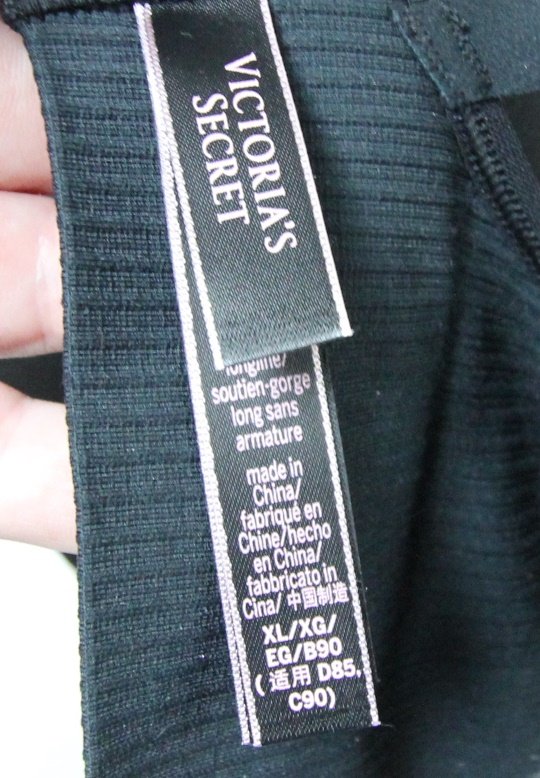 VICTORIA'S
SECRET
longline/
soutien-gorge
long sans
armature
made in
China/
fabriqué en
Chine/hecho
en China/
fabbricato in
Cina/ 中国制造
XL/XG/
EG/B90
(适用 D85,
C90)